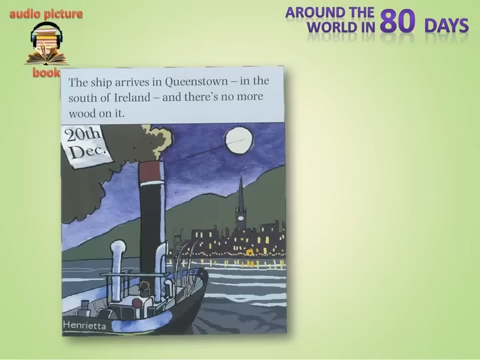 audio picture
book
AROUND THE
WORLD IN 80 DAYS
The ship arrives in Queenstown – in the
south of Ireland – and there's no more
wood on it.
20th
Dec.
Henrietta